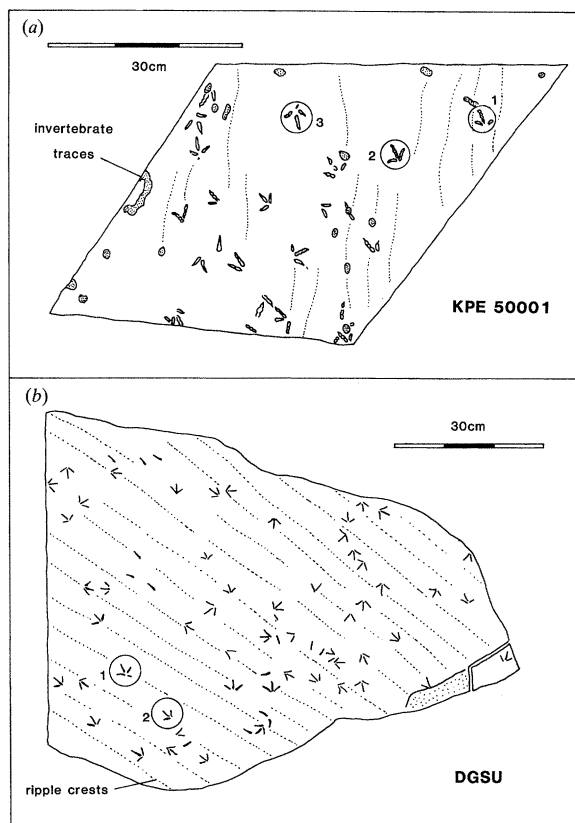 (a)
30cm
invertebrate
traces
1
3
2
KPE 50001
(b)
30cm
1
2
ripple crests
DGSU